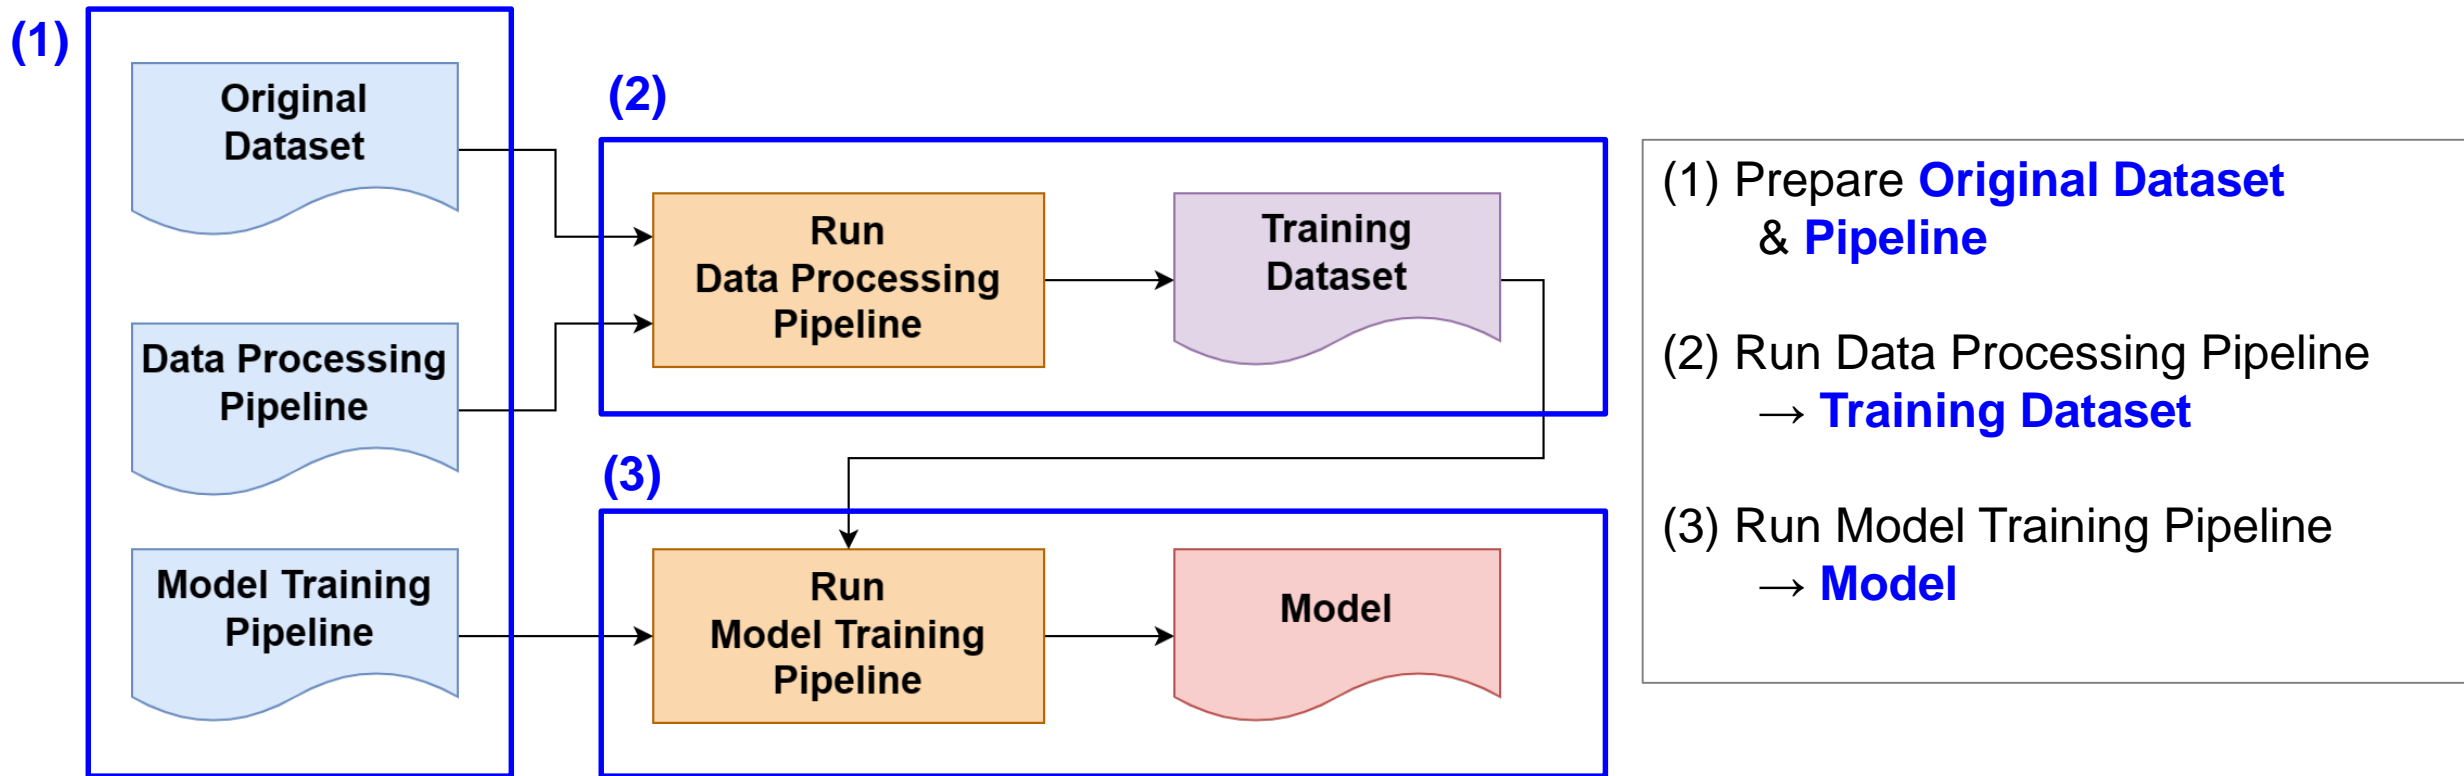 (1)
Original
Dataset
Data Processing
Pipeline
Model Training
Pipeline
(2)
Run
Data Processing
Pipeline
Training
Dataset
(3)
Run
Model Training
Pipeline
Model
(1) Prepare Original Dataset
& Pipeline
(2) Run Data Processing Pipeline
→ Training Dataset
(3) Run Model Training Pipeline
→ Model